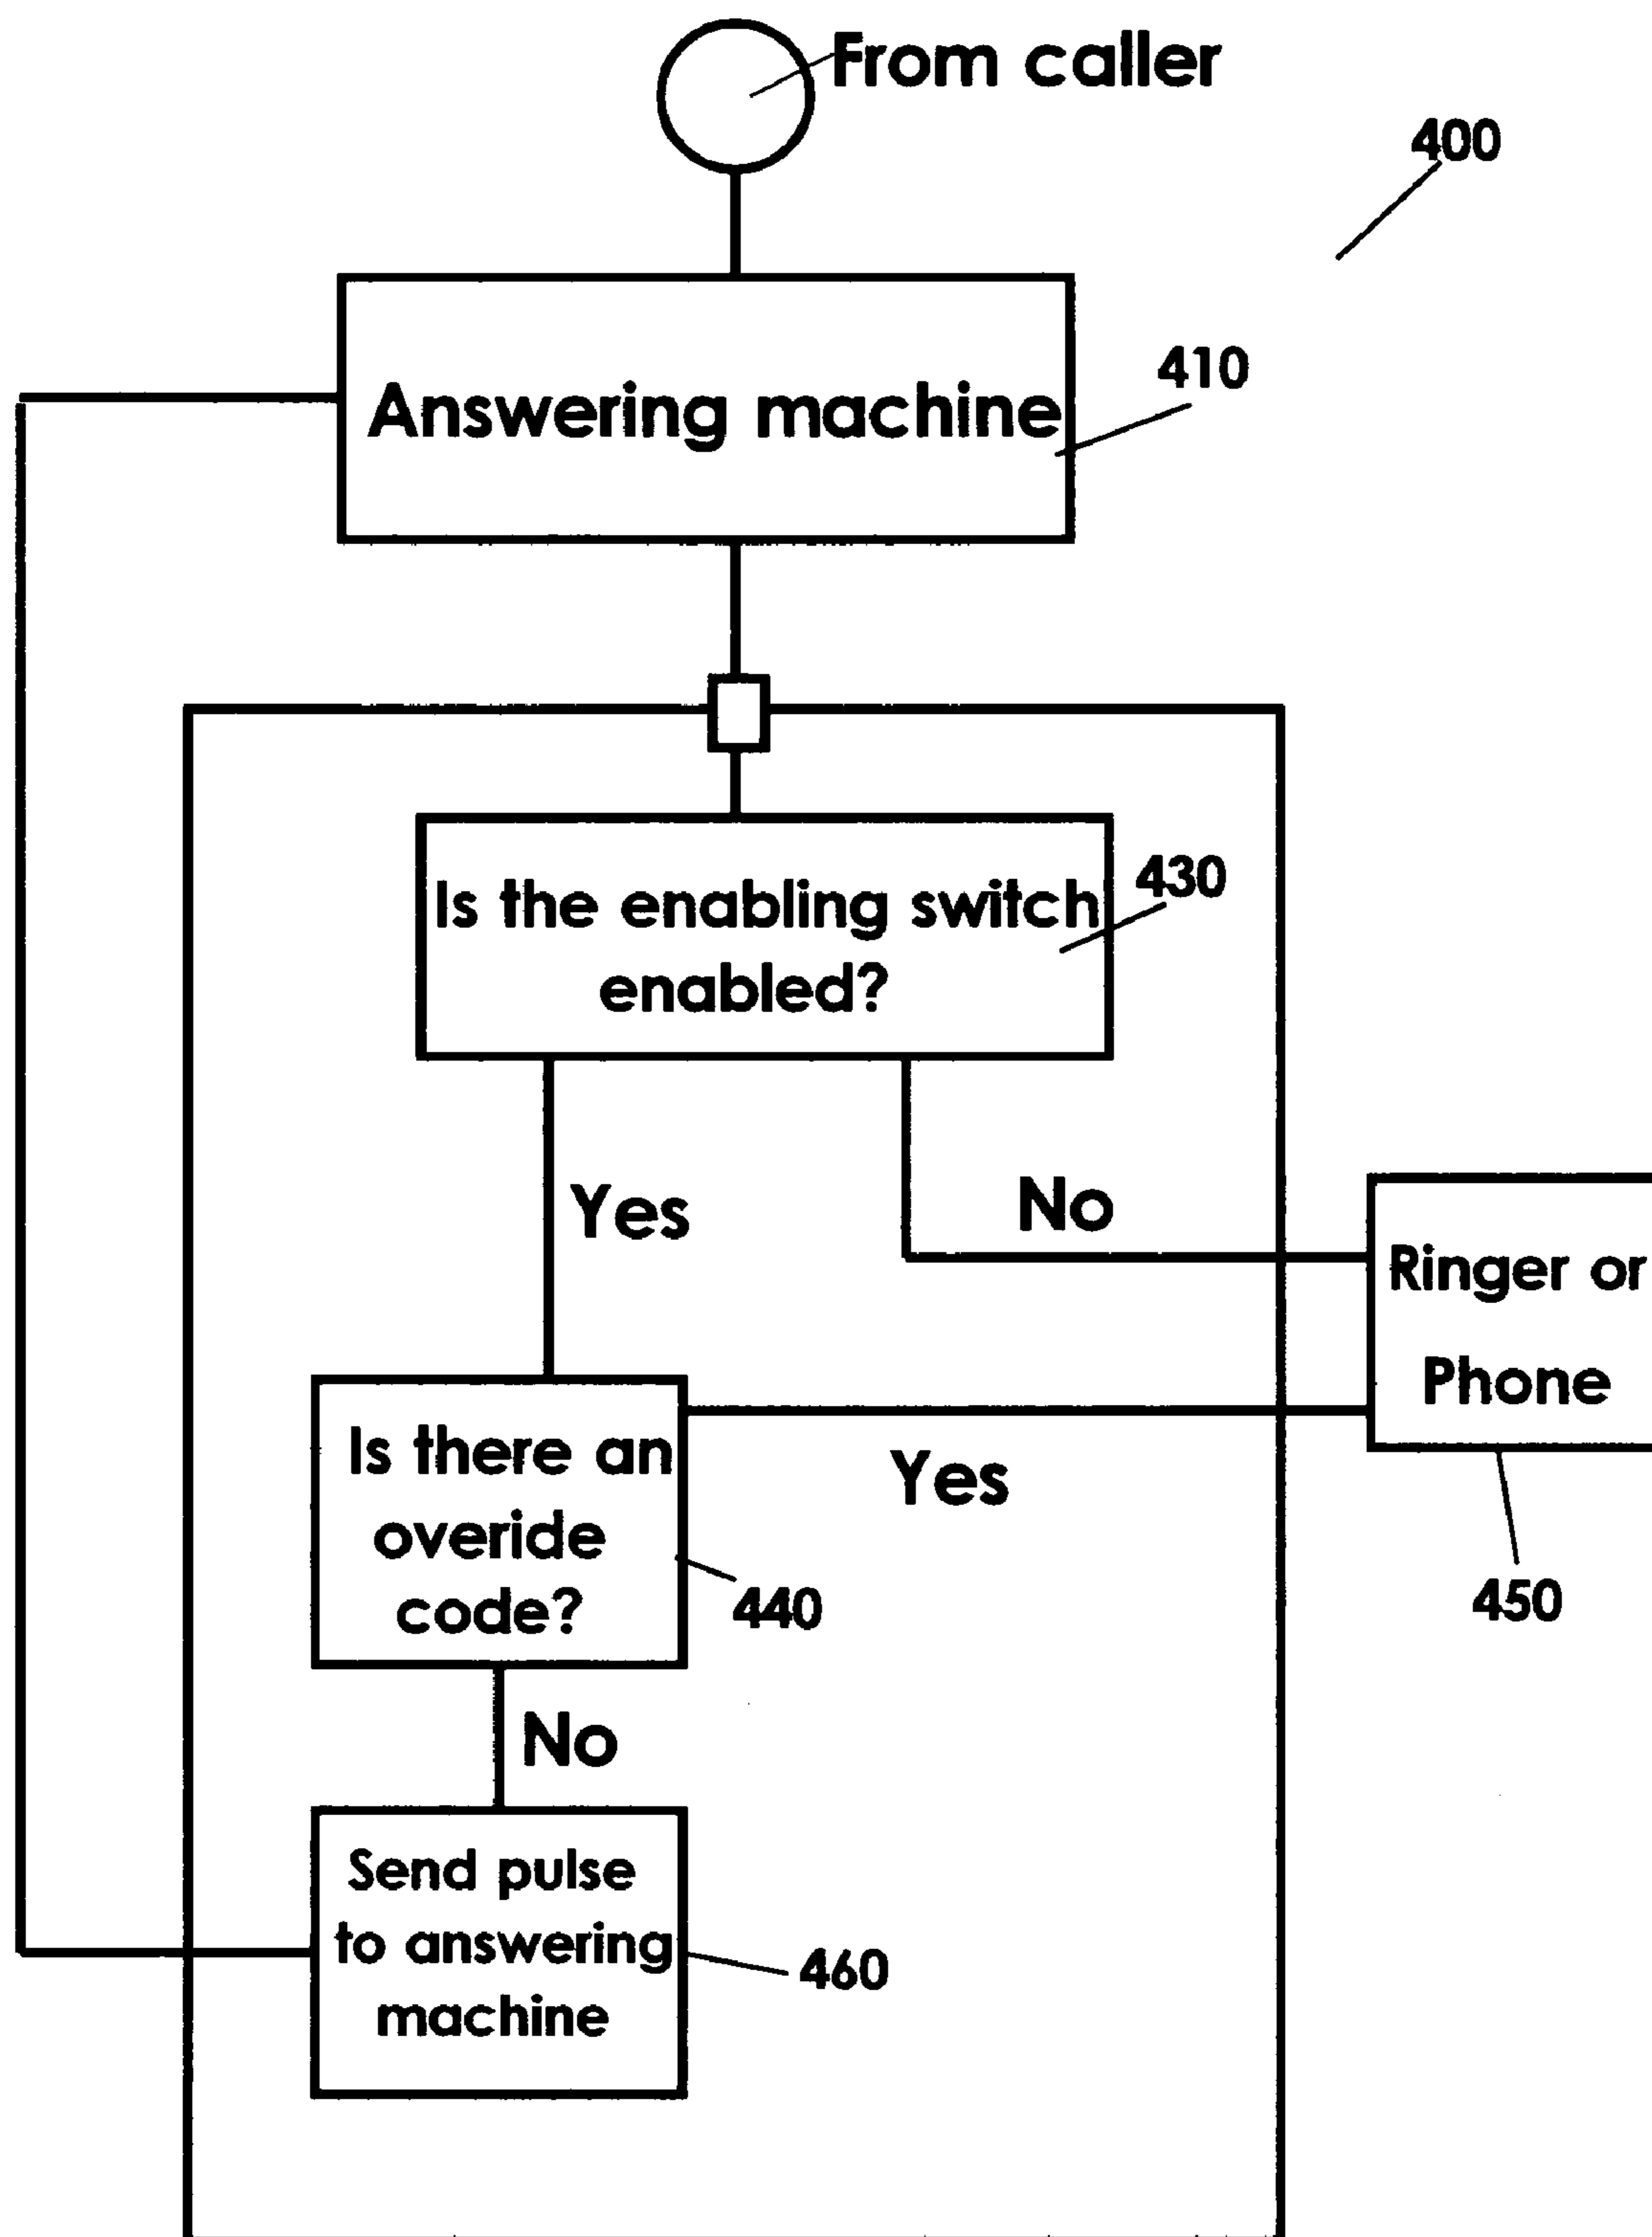 From caller
400
Answering machine
410
Is the enabling switch
enabled?
430
Yes
No
Ringer or
Phone
450
Is there an
overide
code?
440
Yes
No
Send pulse
to answering
machine
460